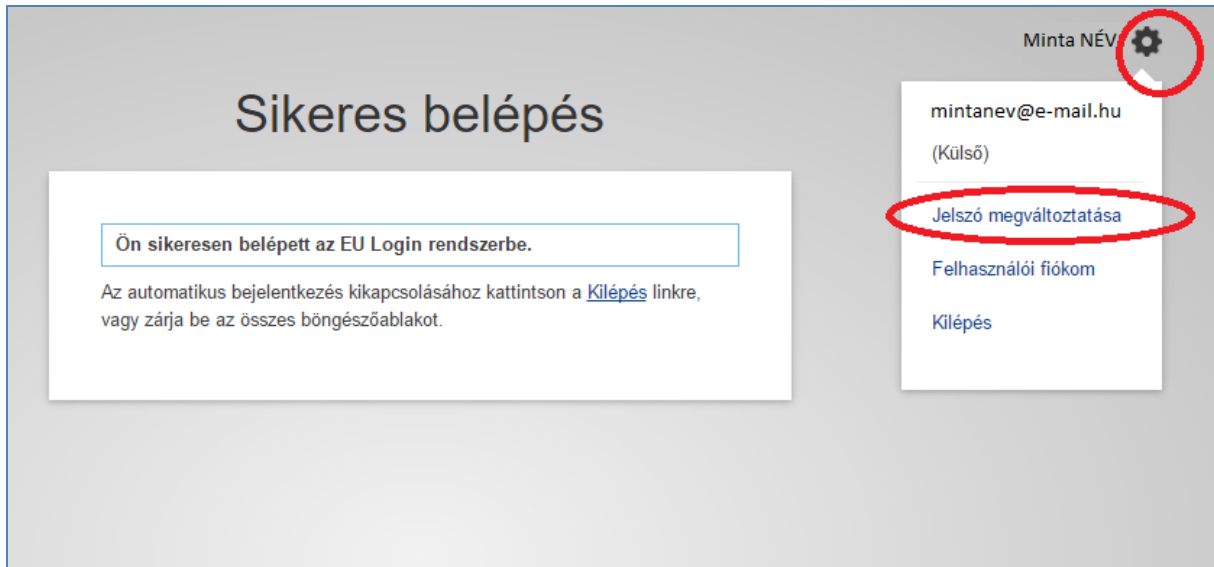 Minta NÉV
Sikeres belépés
mintanev@e-mail.hu
(Külső)
Jelszó megváltoztatása
Felhasználói fiókom
Kilépés
Ön sikeresen belépett az EU Login rendszerbe.
Az automatikus bejelentkezés kikapcsolásához kattintson a Kilépés linkre,
vagy zárja be az összes böngészőablakot.